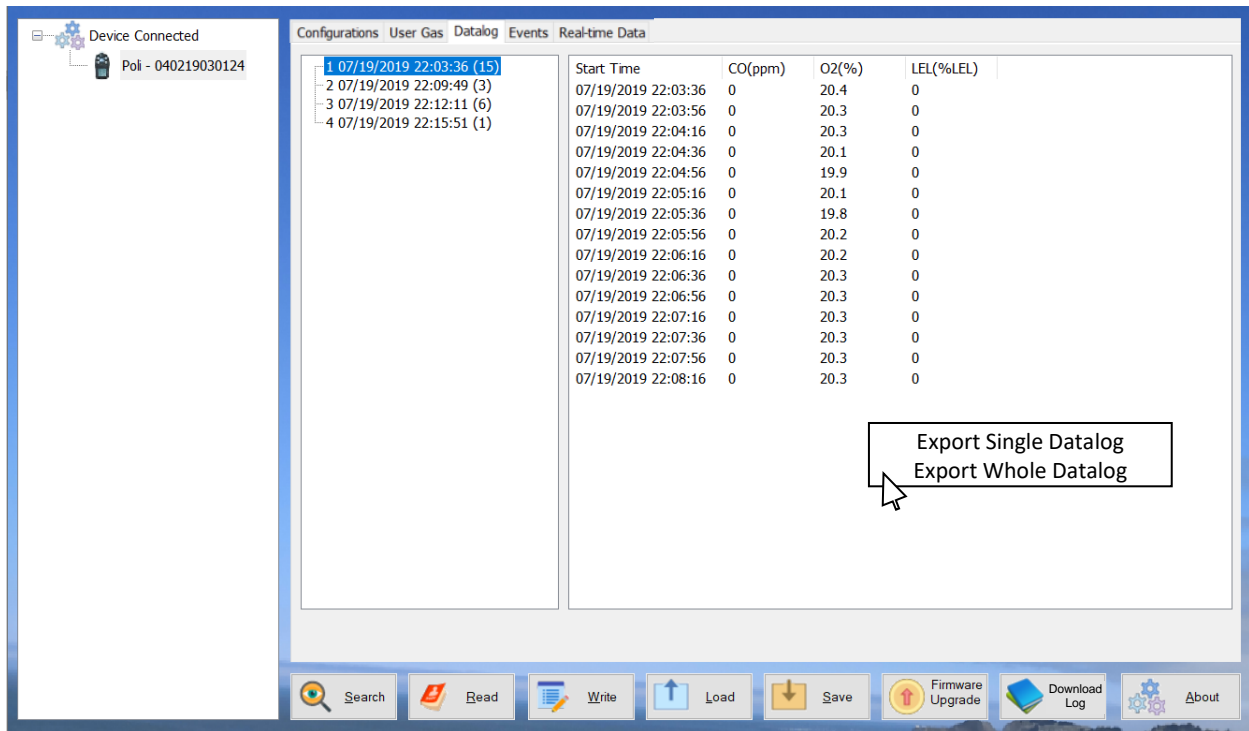 Device Connected
Poli - 040219030124
Configurations User Gas Datalog Events Real-time Data
1 07/19/2019 22:03:36 (15)
2 07/19/2019 22:09:49 (3)
3 07/19/2019 22:12:11 (6)
4 07/19/2019 22:15:51 (1)
Start Time CO(ppm) O2(%) LEL(%LEL)
07/19/2019 22:03:36 0 20.4 0
07/19/2019 22:03:56 0 20.3 0
07/19/2019 22:04:16 0 20.3 0
07/19/2019 22:04:36 0 20.1 0
07/19/2019 22:04:56 0 19.9 0
07/19/2019 22:05:16 0 20.1 0
07/19/2019 22:05:36 0 19.8 0
07/19/2019 22:05:56 0 20.2 0
07/19/2019 22:06:16 0 20.2 0
07/19/2019 22:06:36 0 20.3 0
07/19/2019 22:06:56 0 20.3 0
07/19/2019 22:07:16 0 20.3 0
07/19/2019 22:07:36 0 20.3 0
07/19/2019 22:07:56 0 20.3 0
07/19/2019 22:08:16 0 20.3 0
Export Single Datalog
Export Whole Datalog
Search Read Write Load Save Firmware Upgrade Download Log About